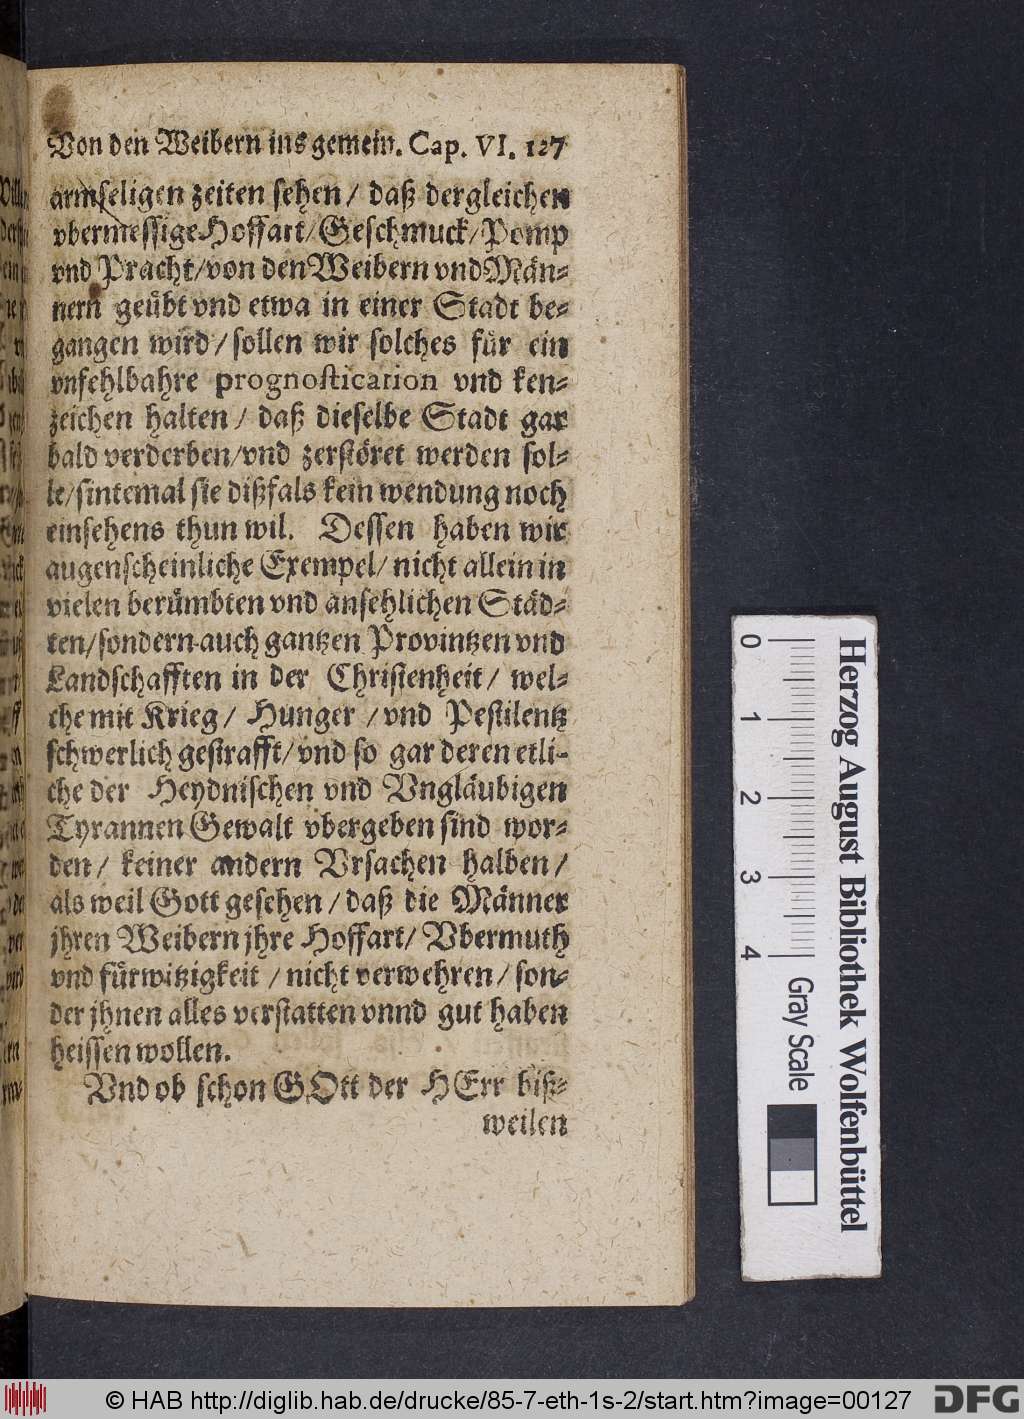 Von den Weibern ins gemein. Cap. VI. 127
armseligen zeiten sehen / daß dergleichen
vbermessige Hoffart / Geschmuck / Pomp
vnd Pracht / von den Weibern vnd Män-
nern geübt vnd etwa in einer Stadt be-
gangen wird / sollen wir solches für ein
vnfehlbahre prognostication vnd ken-
zeichen halten / daß dieselbe Stadt gar
bald verderben / vnd zerstöret werden sol-
le / sintemal sie dißfals kein wendung noch
einsehens thun wil. Dessen haben wir
augenscheinliche Exempel / nicht allein in
vielen berümbten vnd ansehlichen Städ-
ten / sondern auch gantzen Provintzen vnd
Landschafften in der Christenheit / wel-
che mit Krieg / Hunger / vnd Pestilentz
schwerlich gestrafft / vnd so gar deren etli-
che der Heydnischen vnd Vngläubigen
Tyrannen Gewalt vbergeben sind wor-
den / keiner andern Vrsachen halben /
als weil Gott gesehen / daß die Männer
jhren Weibern jhre Hoffart / Vbermuth
vnd fürwitzigkeit / nicht verwehren / son-
der jhnen alles verstatten vnnd gut haben
heissen wollen.
Vnd ob schon GOtt der HErr biß-
weilen
0 1 2 3 4
Gray Scale
Herzog August Bibliothek Wolfenbüttel
© HAB http://diglib.hab.de/drucke/85-7-eth-1s-2/start.htm?image=00127
DFG